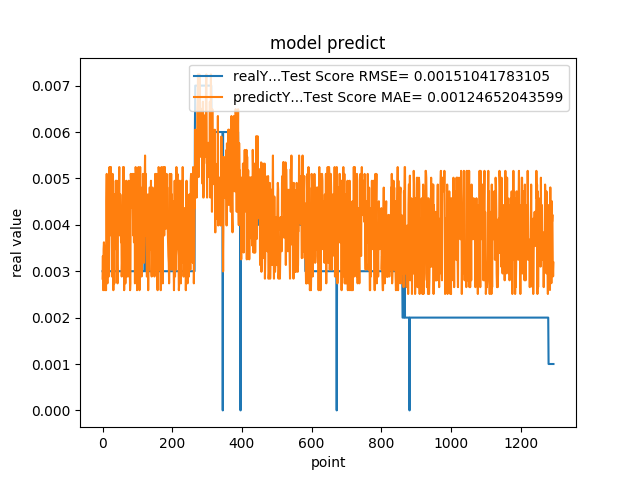 model predict
realY...Test Score RMSE= 0.00151041783105
predictY...Test Score MAE= 0.00124652043599
0.007
0.006
0.005
0.004
0.003
0.002
0.001
0.000
real value
0 200 400 600 800 1000 1200
point